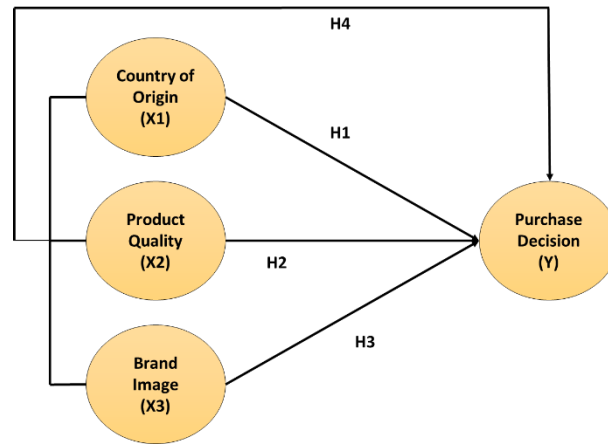 H4
Country of
Origin
(X1)
H1
Product
Quality
(X2)
H2
Purchase
Decision
(Y)
H3
Brand
Image
(X3)